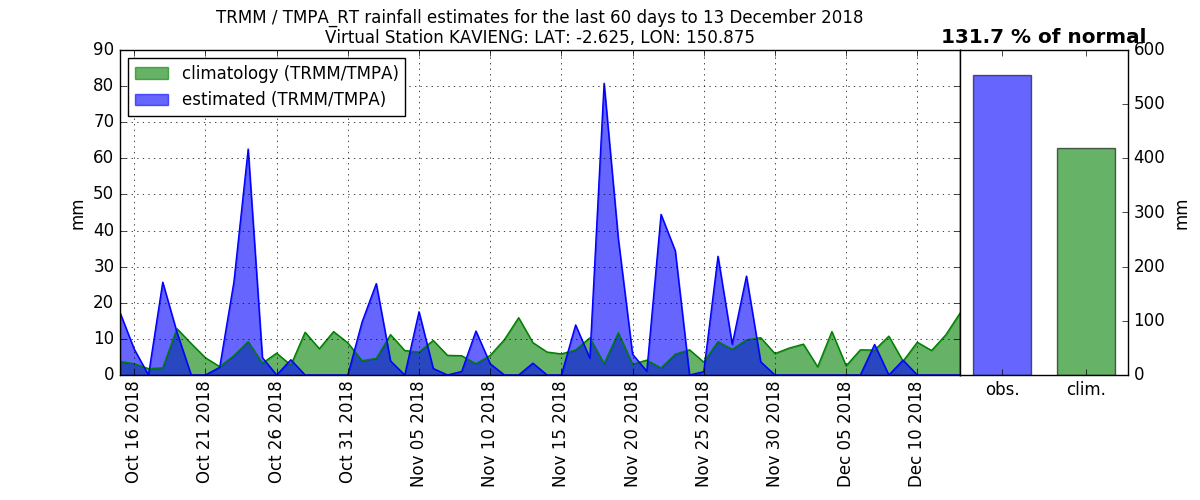 TRMM / TMPA_RT rainfall estimates for the last 60 days to 13 December 2018
Virtual Station KAVIENG: LAT: -2.625, LON: 150.875
131.7 % of normal
climatology (TRMM/TMPA)
estimated (TRMM/TMPA)
90
80
70
60
50
40
30
20
10
0
mm
Oct 16 2018
Oct 21 2018
Oct 26 2018
Oct 31 2018
Nov 05 2018
Nov 10 2018
Nov 15 2018
Nov 20 2018
Nov 25 2018
Nov 30 2018
Dec 05 2018
Dec 10 2018
600
500
400
300
200
100
0
mm
obs.
clim.